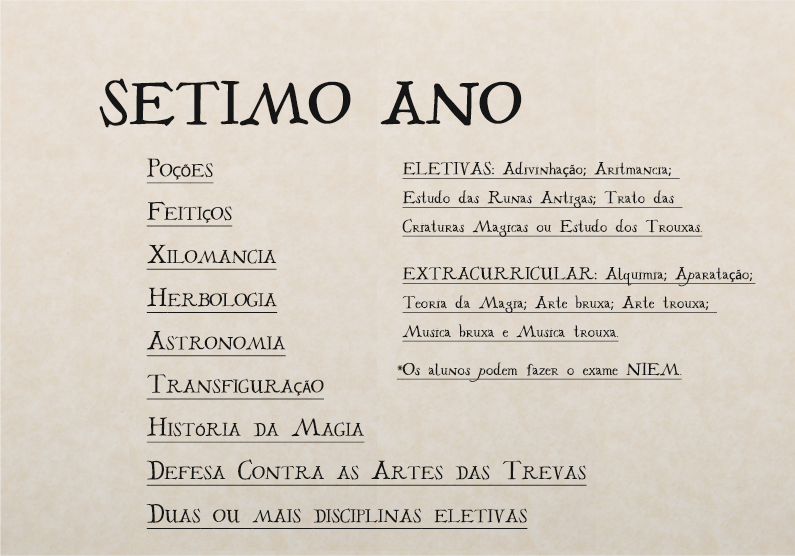 SETIMO ANO
POÇÕES
FEITIÇOS
XILOMANCIA
HERBOLOGIA
ASTRONOMIA
TRANSFIGURAÇÃO
HISTÓRIA DA MAGIA
DEFESA CONTRA AS ARTES DAS TREVAS
DUAS OU MAIS DISCIPLINAS ELETIVAS
ELETIVAS: Adivinhação; Aritmancia;
Estudo das Runas Antigas; Trato das
Criaturas Magicas ou Estudo dos Trouxas.
EXTRACURRICULAR: Alquimia; Aparatação;
Teoria da Magia; Arte bruxa; Arte trouxa;
Musica bruxa e Musica trouxa.
*Os alunos podem fazer o exame NIEM.